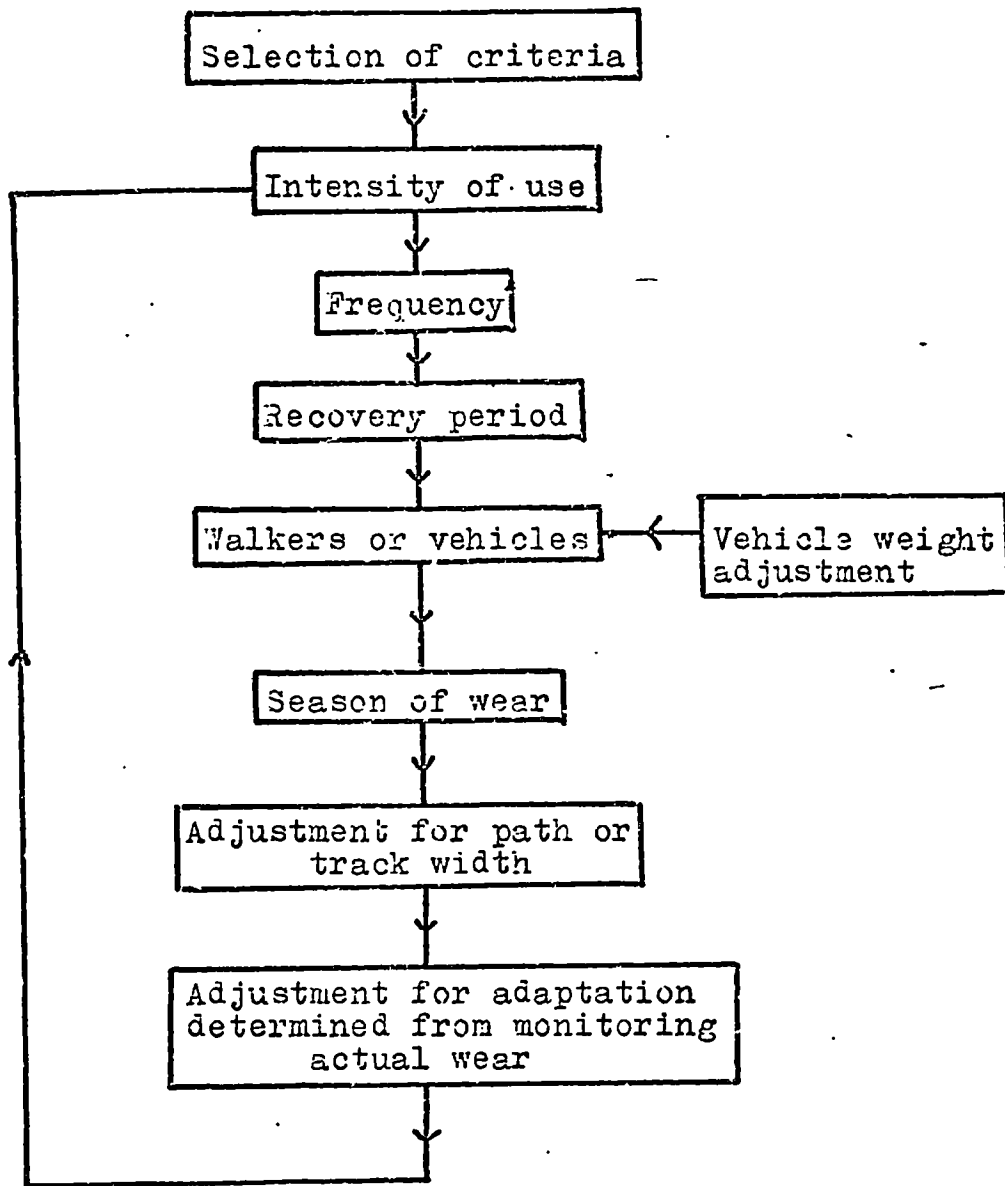 Selection of criteria
Intensity of use
Frequency
Recovery period
Walkers or vehicles
Vehicle weight
adjustment
Season of wear
Adjustment for path or
track width
Adjustment for adaptation
determined from monitoring
actual wear